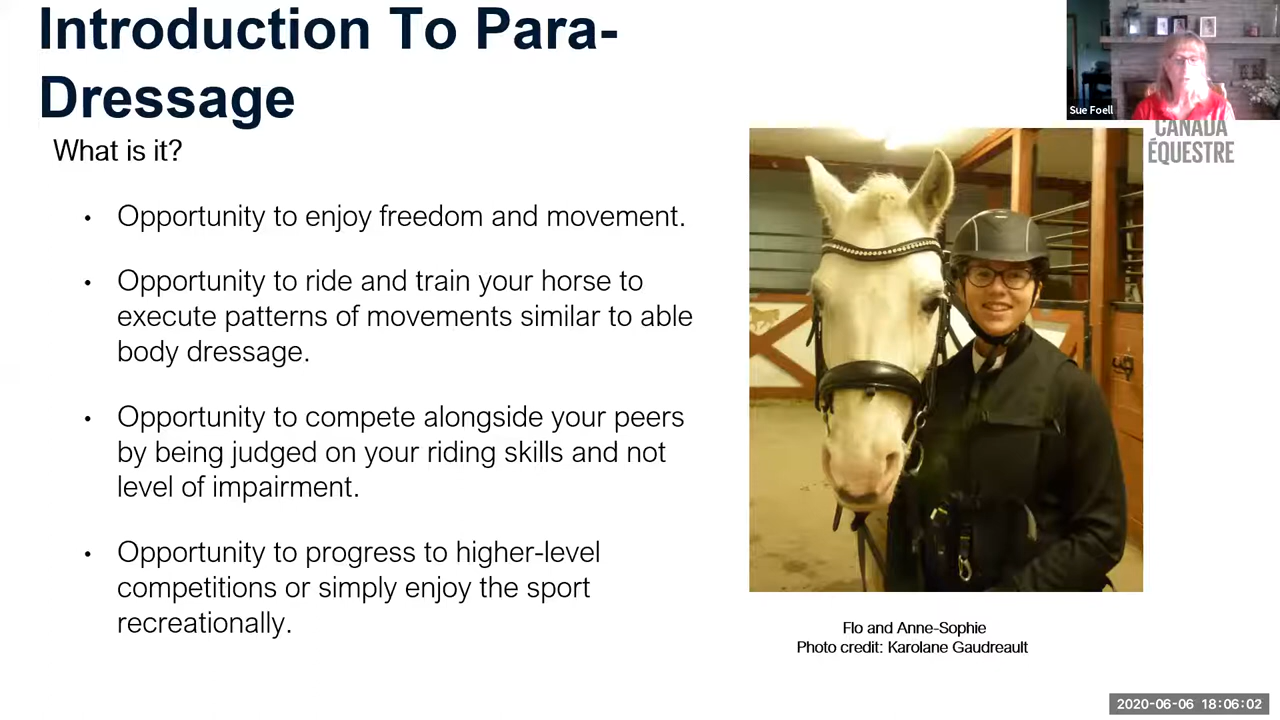 Introduction To Para-
Dressage
What is it?
• Opportunity to enjoy freedom and movement.
• Opportunity to ride and train your horse to
execute patterns of movements similar to able
body dressage.
• Opportunity to compete alongside your peers
by being judged on your riding skills and not
level of impairment.
• Opportunity to progress to higher-level
competitions or simply enjoy the sport
recreationally.
Sue Foell
CANADA
ÉQUESTRE
Flo and Anne-Sophie
Photo credit: Karolane Gaudreault
2020-06-06 18:06:02